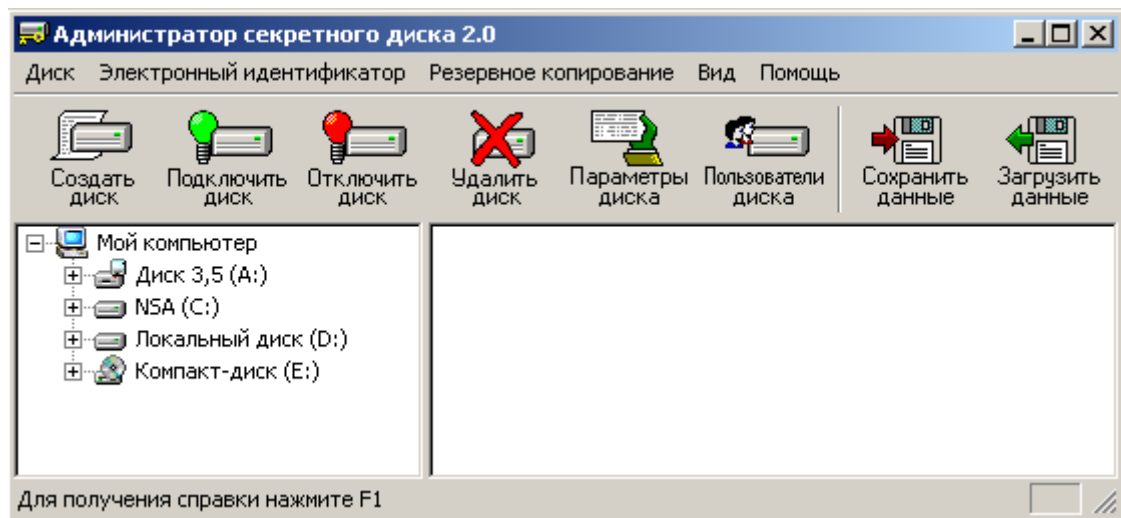 Администратор секретного диска 2.0
Диск Электронный идентификатор Резервное копирование Вид Помощь
Создать диск
Подключить диск
Отключить диск
Удалить диск
Параметры диска
Пользователи диска
Сохранить данные
Загрузить данные
Мой компьютер
Диск 3,5 (A:)
NSA (C:)
Локальный диск (D:)
Компакт-диск (E:)
Для получения справки нажмите F1